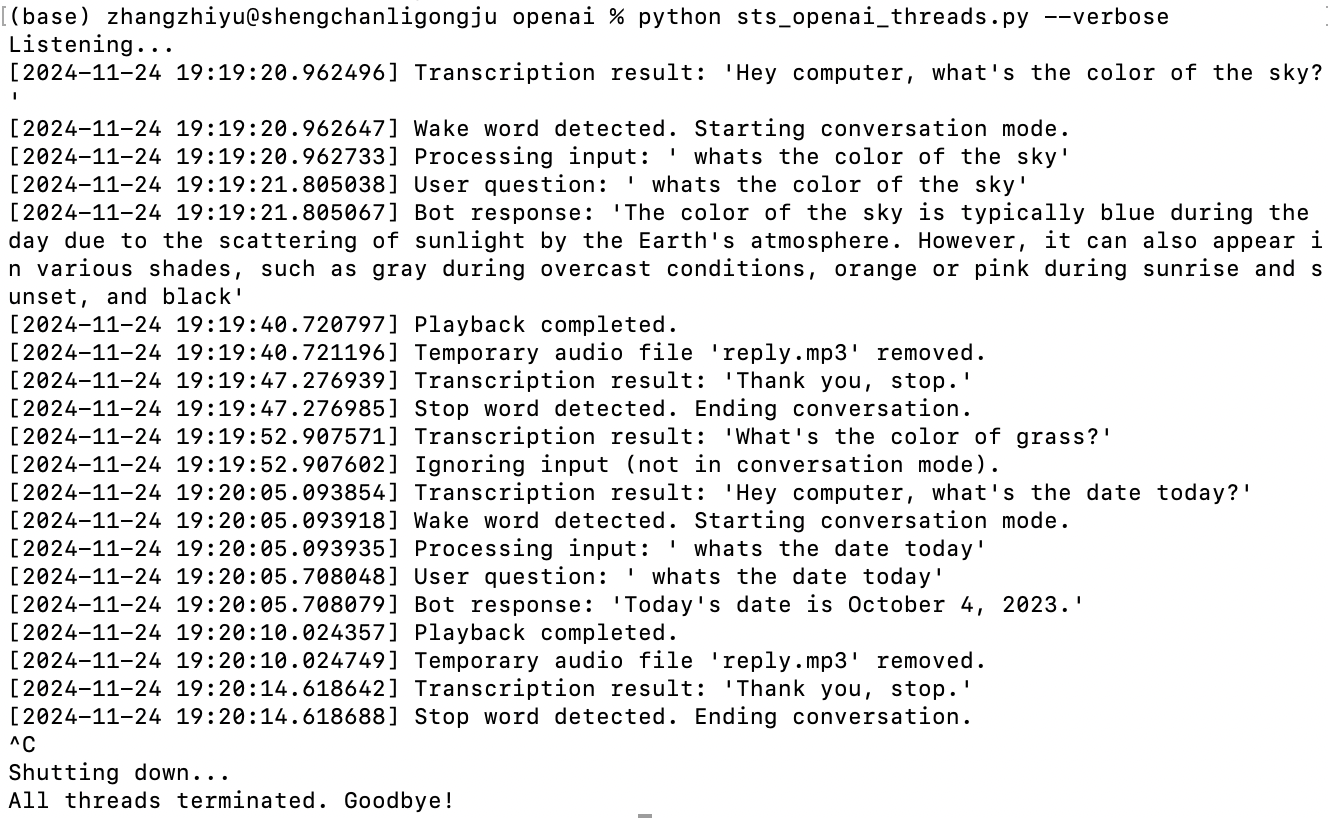 [(base) zhangzhiyu@shengchanligongju openai % python sts_openai_threads.py --verbose ]
Listening...
[2024-11-24 19:19:20.962496] Transcription result: 'Hey computer, what's the color of the sky?
'
[2024-11-24 19:19:20.962647] Wake word detected. Starting conversation mode.
[2024-11-24 19:19:20.962733] Processing input: ' whats the color of the sky'
[2024-11-24 19:19:21.805038] User question: ' whats the color of the sky'
[2024-11-24 19:19:21.805067] Bot response: 'The color of the sky is typically blue during the 
day due to the scattering of sunlight by the Earth's atmosphere. However, it can also appear i
n various shades, such as gray during overcast conditions, orange or pink during sunrise and s
unset, and black'
[2024-11-24 19:19:40.720797] Playback completed.
[2024-11-24 19:19:40.721196] Temporary audio file 'reply.mp3' removed.
[2024-11-24 19:19:47.276939] Transcription result: 'Thank you, stop.'
[2024-11-24 19:19:47.276985] Stop word detected. Ending conversation.
[2024-11-24 19:19:52.907571] Transcription result: 'What's the color of grass?'
[2024-11-24 19:19:52.907602] Ignoring input (not in conversation mode).
[2024-11-24 19:20:05.093854] Transcription result: 'Hey computer, what's the date today?'
[2024-11-24 19:20:05.093918] Wake word detected. Starting conversation mode.
[2024-11-24 19:20:05.093935] Processing input: ' whats the date today'
[2024-11-24 19:20:05.708048] User question: ' whats the date today'
[2024-11-24 19:20:05.708079] Bot response: 'Today's date is October 4, 2023.'
[2024-11-24 19:20:10.024357] Playback completed.
[2024-11-24 19:20:10.024749] Temporary audio file 'reply.mp3' removed.
[2024-11-24 19:20:14.618642] Transcription result: 'Thank you, stop.'
[2024-11-24 19:20:14.618688] Stop word detected. Ending conversation.
^C
Shutting down...
All threads terminated. Goodbye!